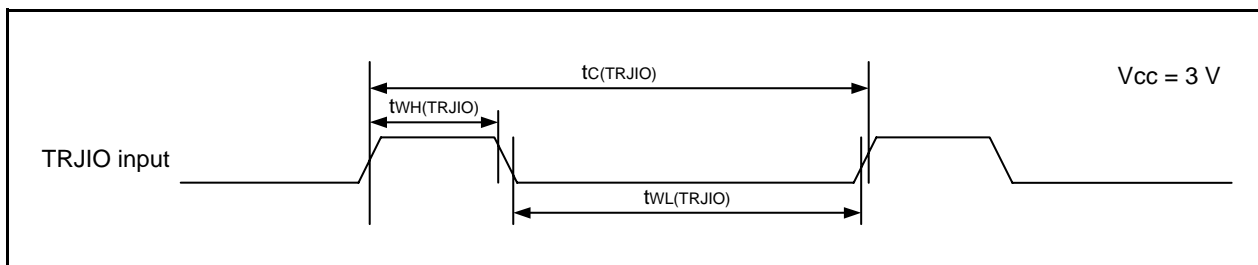 tC(TRJIO)
Vcc = 3 V
tWH(TRJIO)
TRJIO input
tWL(TRJIO)